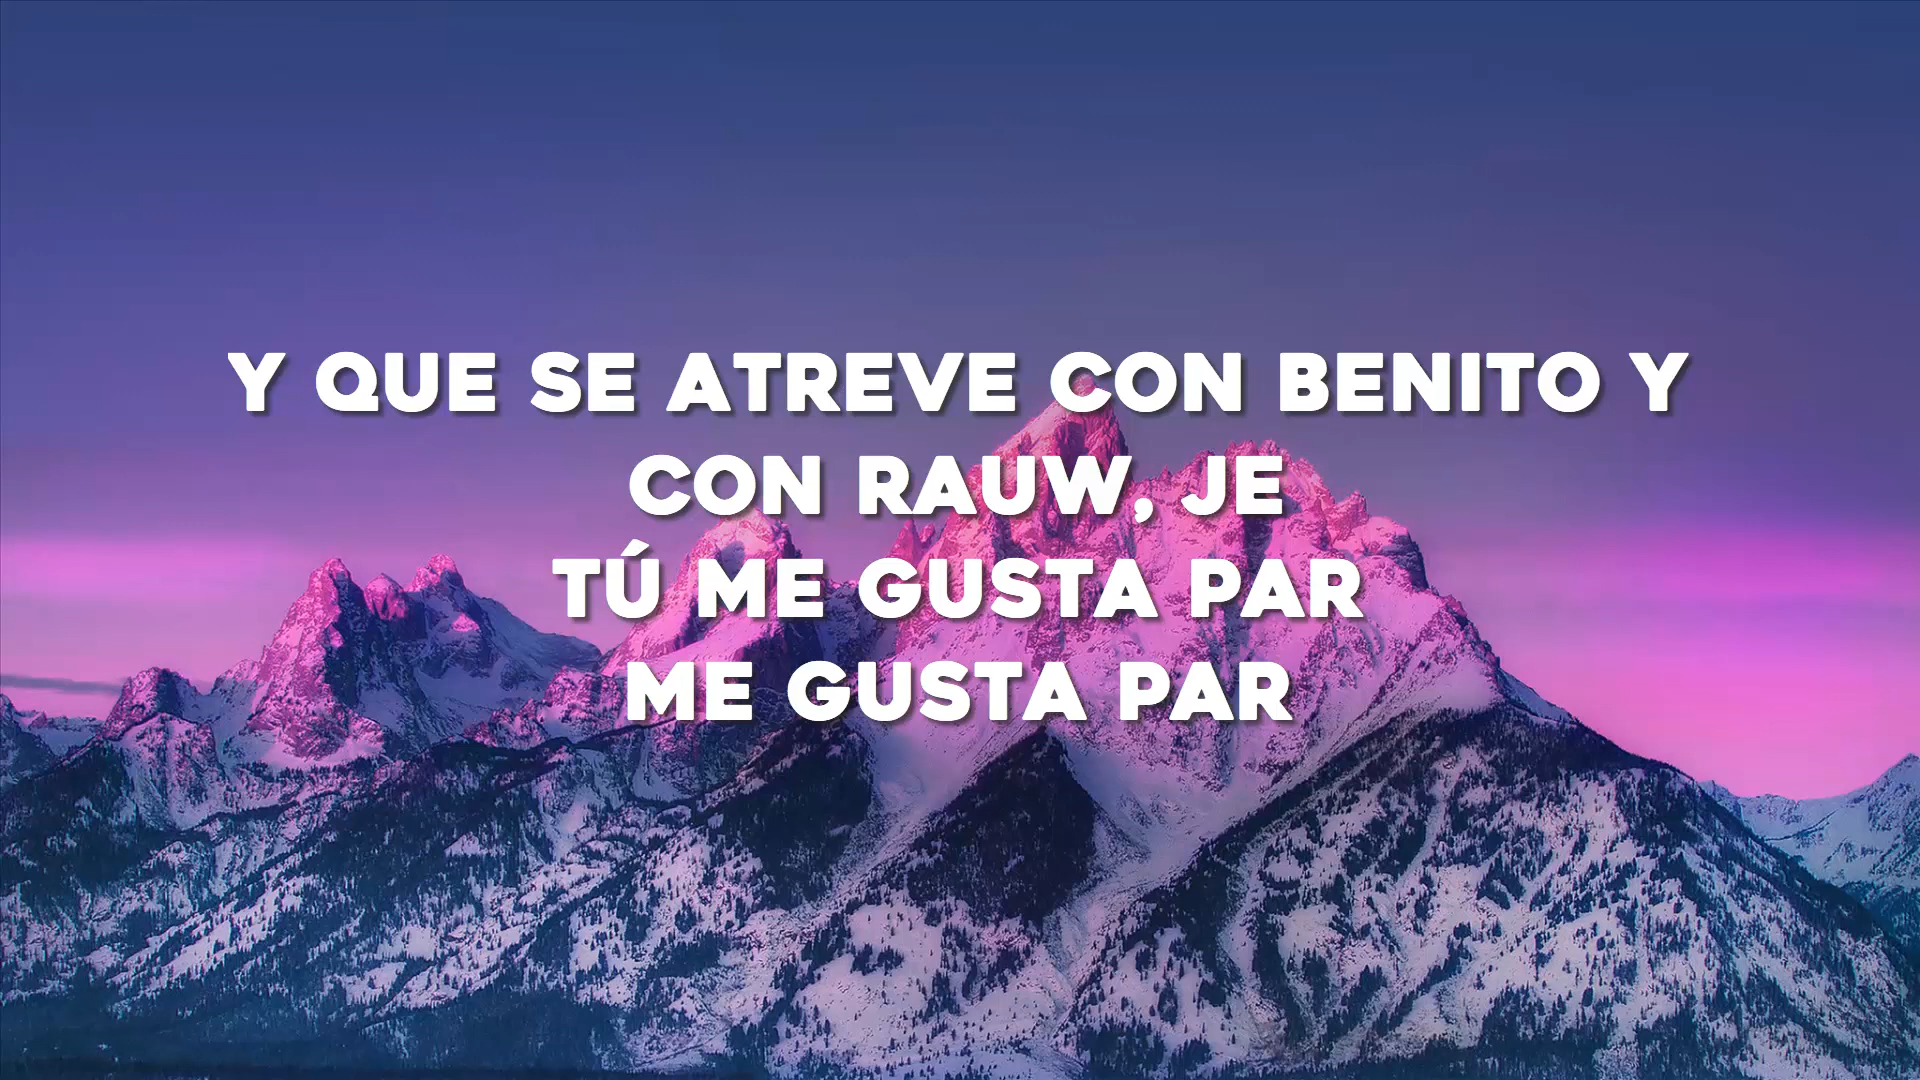 Y QUE SE ATREVE CON BENITO Y
CON RAUW, JE
TÚ ME GUSTA PAR
ME GUSTA PAR